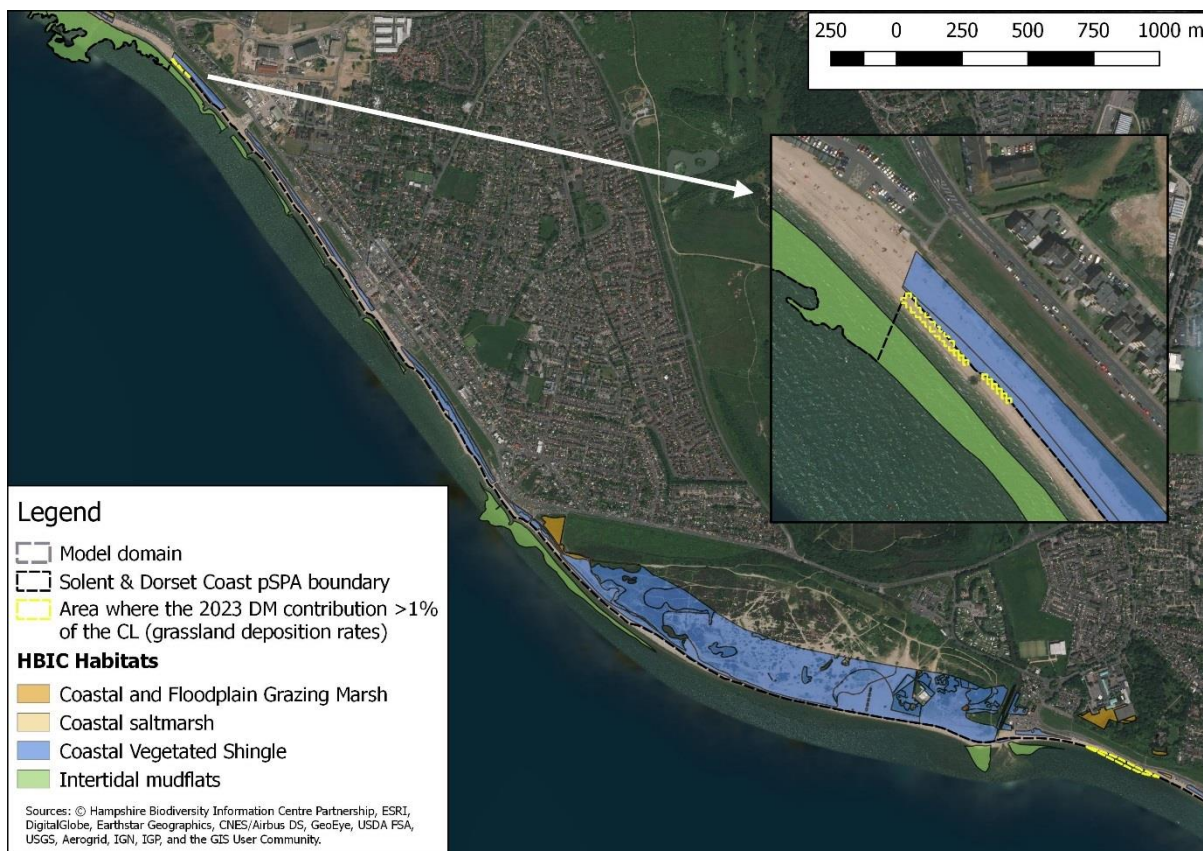 250 0 250 500 750 1000 m
Legend
Model domain
Solent & Dorset Coast pSPA boundary
Area where the 2023 DM contribution >1%
of the CL (grassland deposition rates)
HBIC Habitats
Coastal and Floodplain Grazing Marsh
Coastal saltmarsh
Coastal Vegetated Shingle
Intertidal mudflats
Sources: © Hampshire Biodiversity Information Centre Partnership, ESRI,
DigitalGlobe, Earthstar Geographics, CNES/Airbus DS, GeoEye, USDA FSA,
USGS, Aerogrid, IGN, IGP, and the GIS User Community.